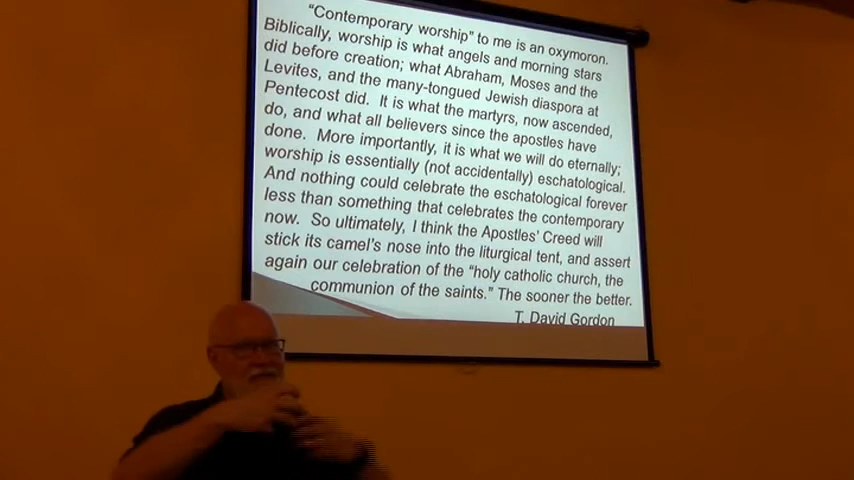 “Contemporary worship” to me is an oxymoron.
Biblically, worship is what angels and morning stars
did before creation; what Abraham, Moses and the
Levites, and the many-tongued Jewish diaspora at
Pentecost did. It is what the martyrs, now ascended,
do, and what all believers since the apostles have
done. More importantly, it is what we will do eternally;
worship is essentially (not accidentally) eschatological.
And nothing could celebrate the eschatological forever
less than something that celebrates the contemporary
now. So ultimately, I think the Apostles’ Creed will
stick its camel’s nose into the liturgical tent, and assert
again our celebration of the “holy catholic church, the
communion of the saints.” The sooner the better.
T. David Gordon